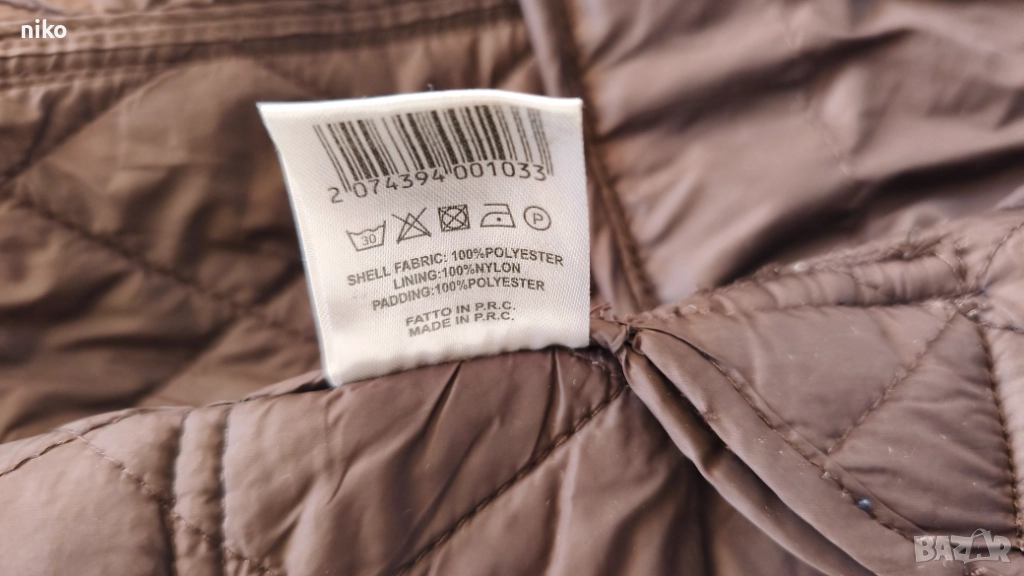 niko
2 074394 001033
30 P
SHELL FABRIC: 100%POLYESTER
LINING:100%NYLON
PADDING:100%POLYESTER
FATTO IN P.R.C.
MADE IN P.R.C.
BAZAR